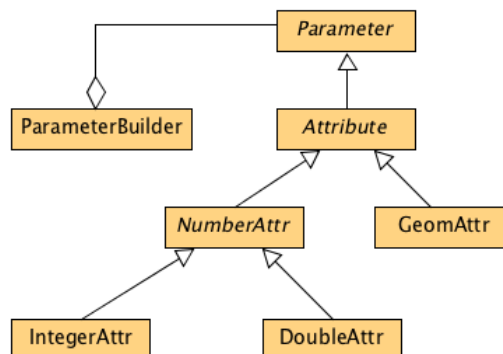 Parameter
ParameterBuilder
Attribute
NumberAttr
GeomAttr
IntegerAttr
DoubleAttr